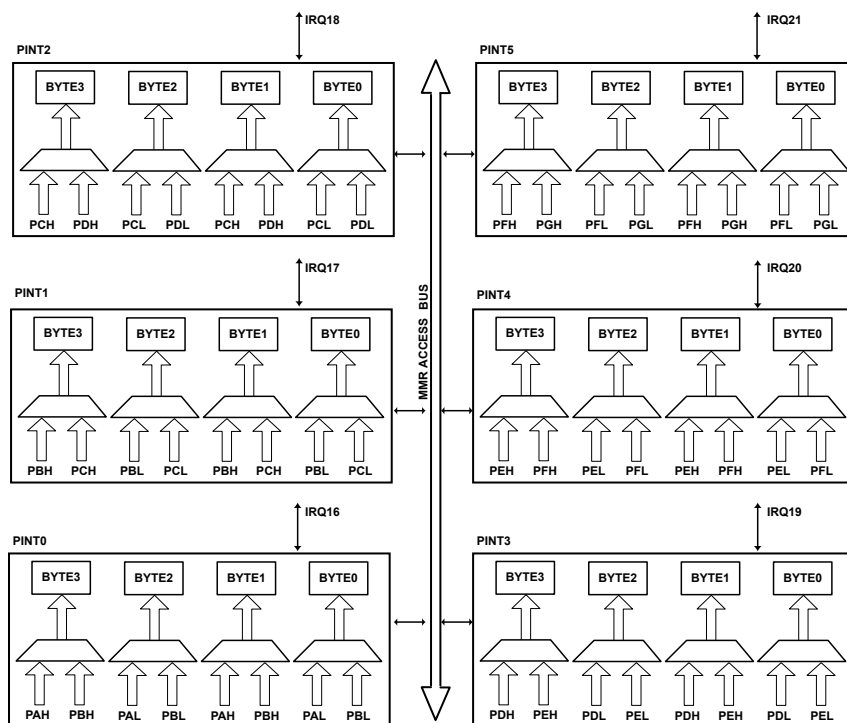 IRQ18
PINT2
BYTE3 BYTE2 BYTE1 BYTE0
PCH PDH PCL PDL PCH PDH PCL PDL
IRQ21
PINT5
BYTE3 BYTE2 BYTE1 BYTE0
PFH PGH PFL PGL PFH PGH PFL PGL
MMR ACCESS BUS
IRQ17
PINT1
BYTE3 BYTE2 BYTE1 BYTE0
PBH PCH PBL PCL PBH PCH PBL PCL
IRQ20
PINT4
BYTE3 BYTE2 BYTE1 BYTE0
PEH PFH PEL PFL PEH PFH PEL PFL
IRQ16
PINT0
BYTE3 BYTE2 BYTE1 BYTE0
PAH PBH PAL PBL PAH PBH PAL PBL
IRQ19
PINT3
BYTE3 BYTE2 BYTE1 BYTE0
PDH PEH PDL PEL PDH PEH PDL PEL